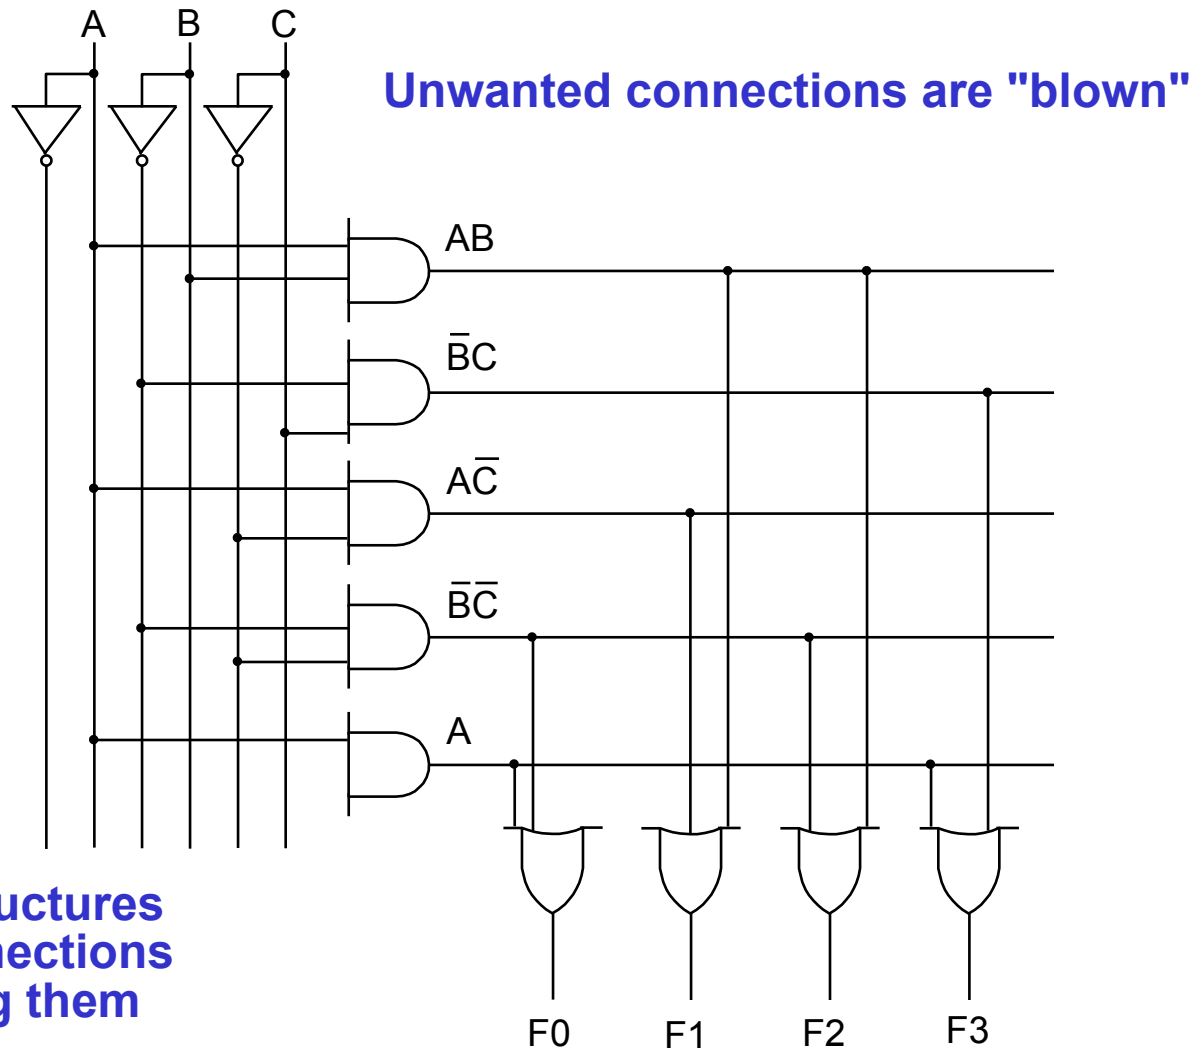 A B C
Unwanted connections are "blown"
AB
B̅C
AC̅
B̅C̅
A
uctures
nections
g them
F0 F1 F2 F3